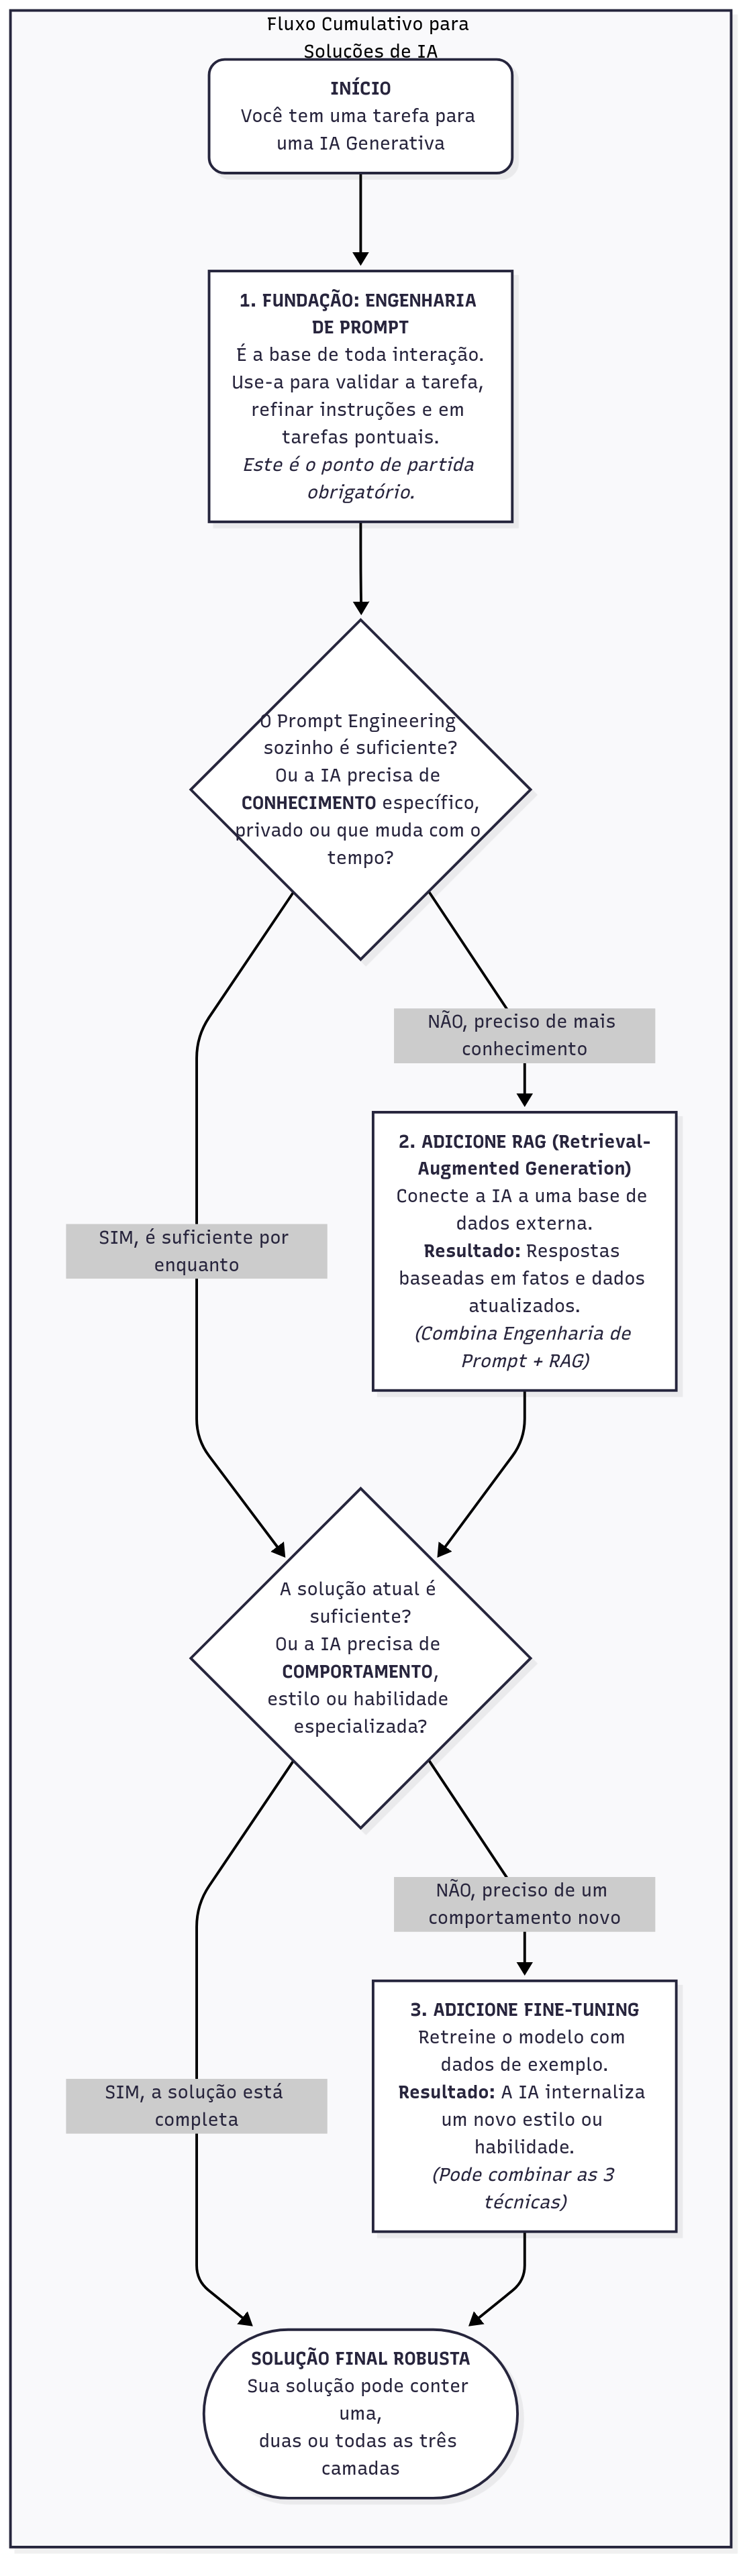 Fluxo Cumulativo para
Soluções de IA
INÍCIO
Você tem uma tarefa para
uma IA Generativa
1. FUNDAÇÃO: ENGENHARIA
DE PROMPT
É a base de toda interação.
Use-a para validar a tarefa,
refinar instruções e em
tarefas pontuais.
Este é o ponto de partida
obrigatório.
O Prompt Engineering
sozinho é suficiente?
Ou a IA precisa de
CONHECIMENTO específico,
privado ou que muda com o
tempo?
NÃO, preciso de mais
conhecimento
2. ADICIONE RAG (Retrieval-
Augmented Generation)
Conecte a IA a uma base de
dados externa.
Resultado: Respostas
baseadas em fatos e dados
atualizados.
(Combina Engenharia de
Prompt + RAG)
SIM, é suficiente por
enquanto
A solução atual é
suficiente?
Ou a IA precisa de
COMPORTAMENTO,
estilo ou habilidade
especializada?
NÃO, preciso de um
comportamento novo
3. ADICIONE FINE-TUNING
Retreine o modelo com
dados de exemplo.
Resultado: A IA internaliza
um novo estilo ou
habilidade.
(Pode combinar as 3
técnicas)
SIM, a solução está
completa
SOLUÇÃO FINAL ROBUSTA
Sua solução pode conter
uma,
duas ou todas as três
camadas